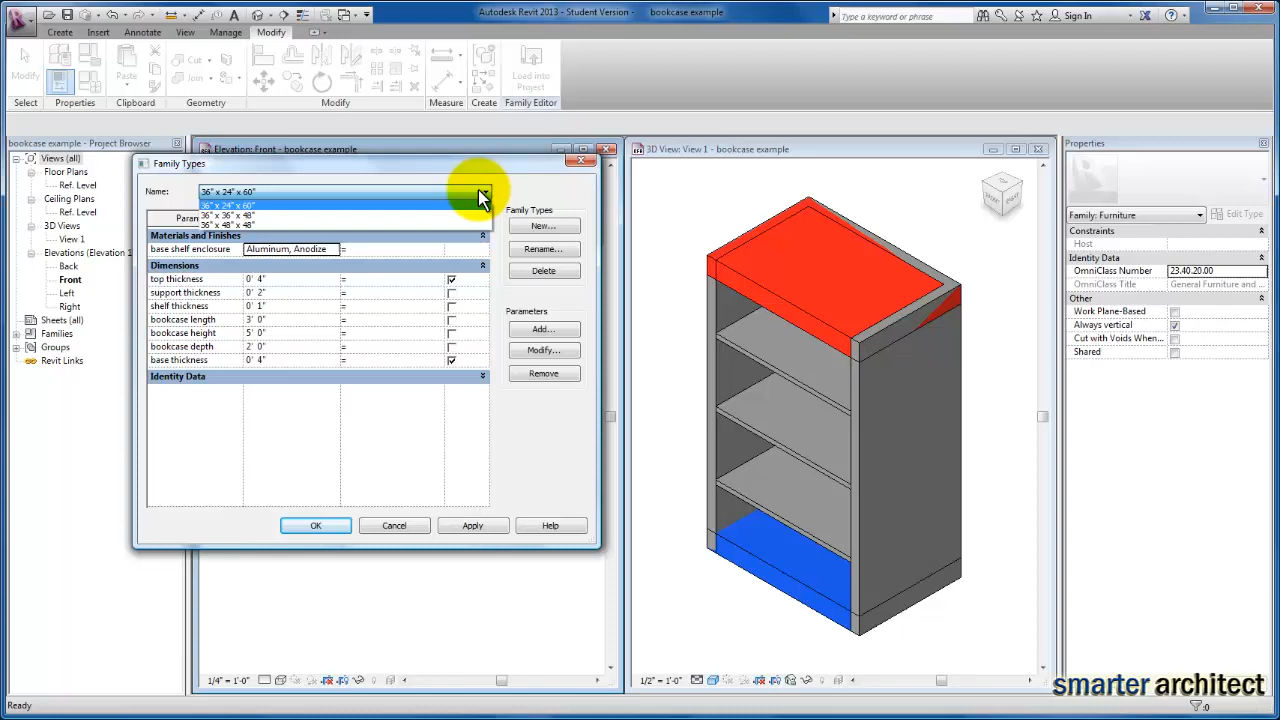 Autodesk Revit 2013 - Student Version - bookcase example
Type a keyword or phrase
Sign In
Create Insert Annotate View Manage Modify
Modify
Paste
Cut
Join
Load into
Project
Select Properties Clipboard Geometry Modify Measure Create Family Editor
bookcase example - Project Browser
Views (all)
Floor Plans
Ref. Level
Ceiling Plans
Ref. Level
3D Views
View 1
Elevations (Elevation 1
Back
Front
Left
Right
Sheets (all)
Families
Groups
Revit Links
Elevation: Front - bookcase example
Family Types
Name:
36" x 24" x 60"
36" x 24" x 60"
36" x 36" x 48"
36" x 48" x 48"
Param
Materials and Finishes
base shelf enclosure Aluminum, Anodize =
Dimensions
top thickness 0' 4" =
support thickness 0' 2" =
shelf thickness 0' 1" =
bookcase length 3' 0" =
bookcase height 5' 0" =
bookcase depth 2' 0" =
base thickness 0' 4" =
Identity Data
Family Types
New...
Rename...
Delete
Parameters
Add...
Modify...
Remove
OK Cancel Apply Help
1/4" = 1'-0"
3D View: View 1 - bookcase example
1/2" = 1'-0"
Properties
Family: Furniture
Edit Type
Constraints
Host
Identity Data
OmniClass Number 23.40.20.00
OmniClass Title General Furniture and ...
Other
Work Plane-Based
Always vertical
Cut with Voids When...
Shared
smarter architect
Ready
:0